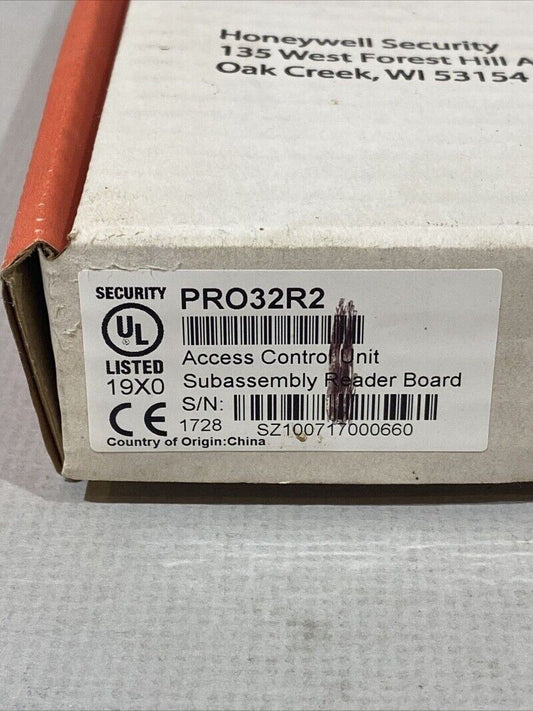 Honeywell Security
135 West Forest Hill A
Oak Creek, WI 53154
SECURITY
UL
LISTED
19X0
CE
PRO32R2
Access Control Unit
Subassembly Reader Board
S/N:
1728 SZ100717000660
Country of Origin:China